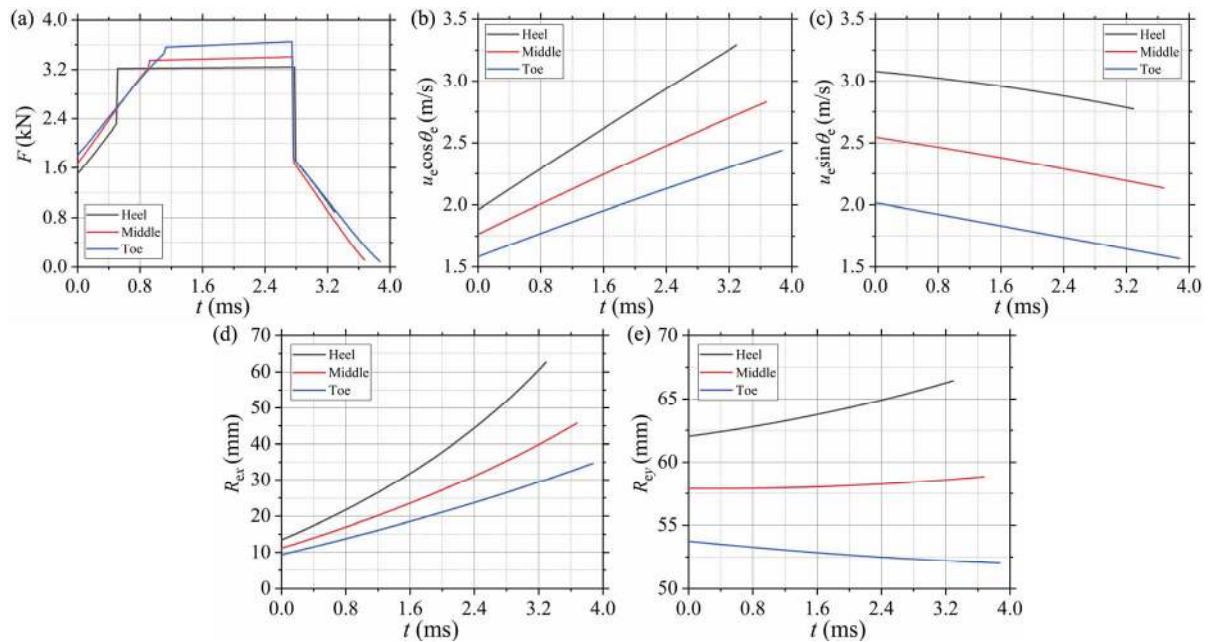 (a)
F (kN)
4.0
3.2
2.4
1.6
0.8
0.0
Heel
Middle
Toe
0.0 0.8 1.6 2.4 3.2 4.0
t (ms)
(b)
uₑcosθₑ (m/s)
3.5
3.0
2.5
2.0
1.5
Heel
Middle
Toe
0.0 0.8 1.6 2.4 3.2 4.0
t (ms)
(c)
uₑsinθₑ (m/s)
3.5
3.0
2.5
2.0
1.5
Heel
Middle
Toe
0.0 0.8 1.6 2.4 3.2 4.0
t (ms)
(d)
Rₑₓ (mm)
70
60
50
40
30
20
10
0
Heel
Middle
Toe
0.0 0.8 1.6 2.4 3.2 4.0
t (ms)
(e)
R_ey (mm)
70
65
60
55
50
Heel
Middle
Toe
0.0 0.8 1.6 2.4 3.2 4.0
t (ms)